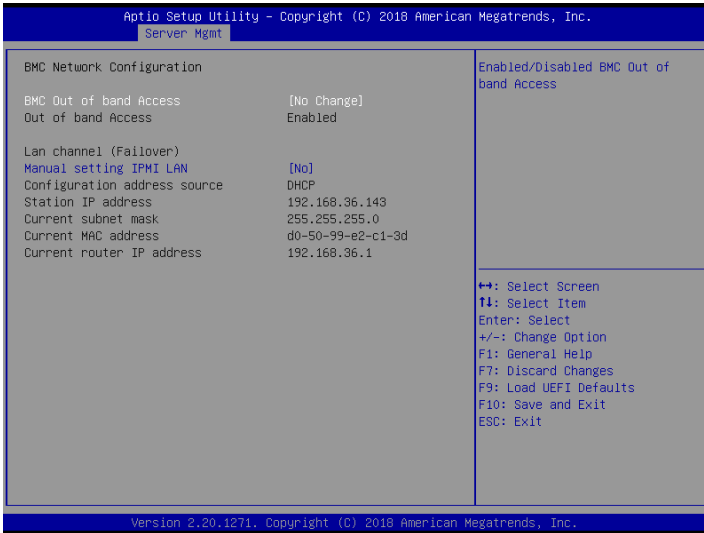 Aptio Setup Utility – Copyright (C) 2018 American Megatrends, Inc.
Server Mgmt
BMC Network Configuration
BMC Out of band Access [No Change]
Out of band Access Enabled
Lan channel (Failover)
Manual setting IPMI LAN [No]
Configuration address source DHCP
Station IP address 192.168.36.143
Current subnet mask 255.255.255.0
Current MAC address d0-50-99-e2-c1-3d
Current router IP address 192.168.36.1
Enabled/Disabled BMC Out of
band Access
↔: Select Screen
↑↓: Select Item
Enter: Select
+/-: Change Option
F1: General Help
F7: Discard Changes
F9: Load UEFI Defaults
F10: Save and Exit
ESC: Exit
Version 2.20.1271. Copyright (C) 2018 American Megatrends, Inc.